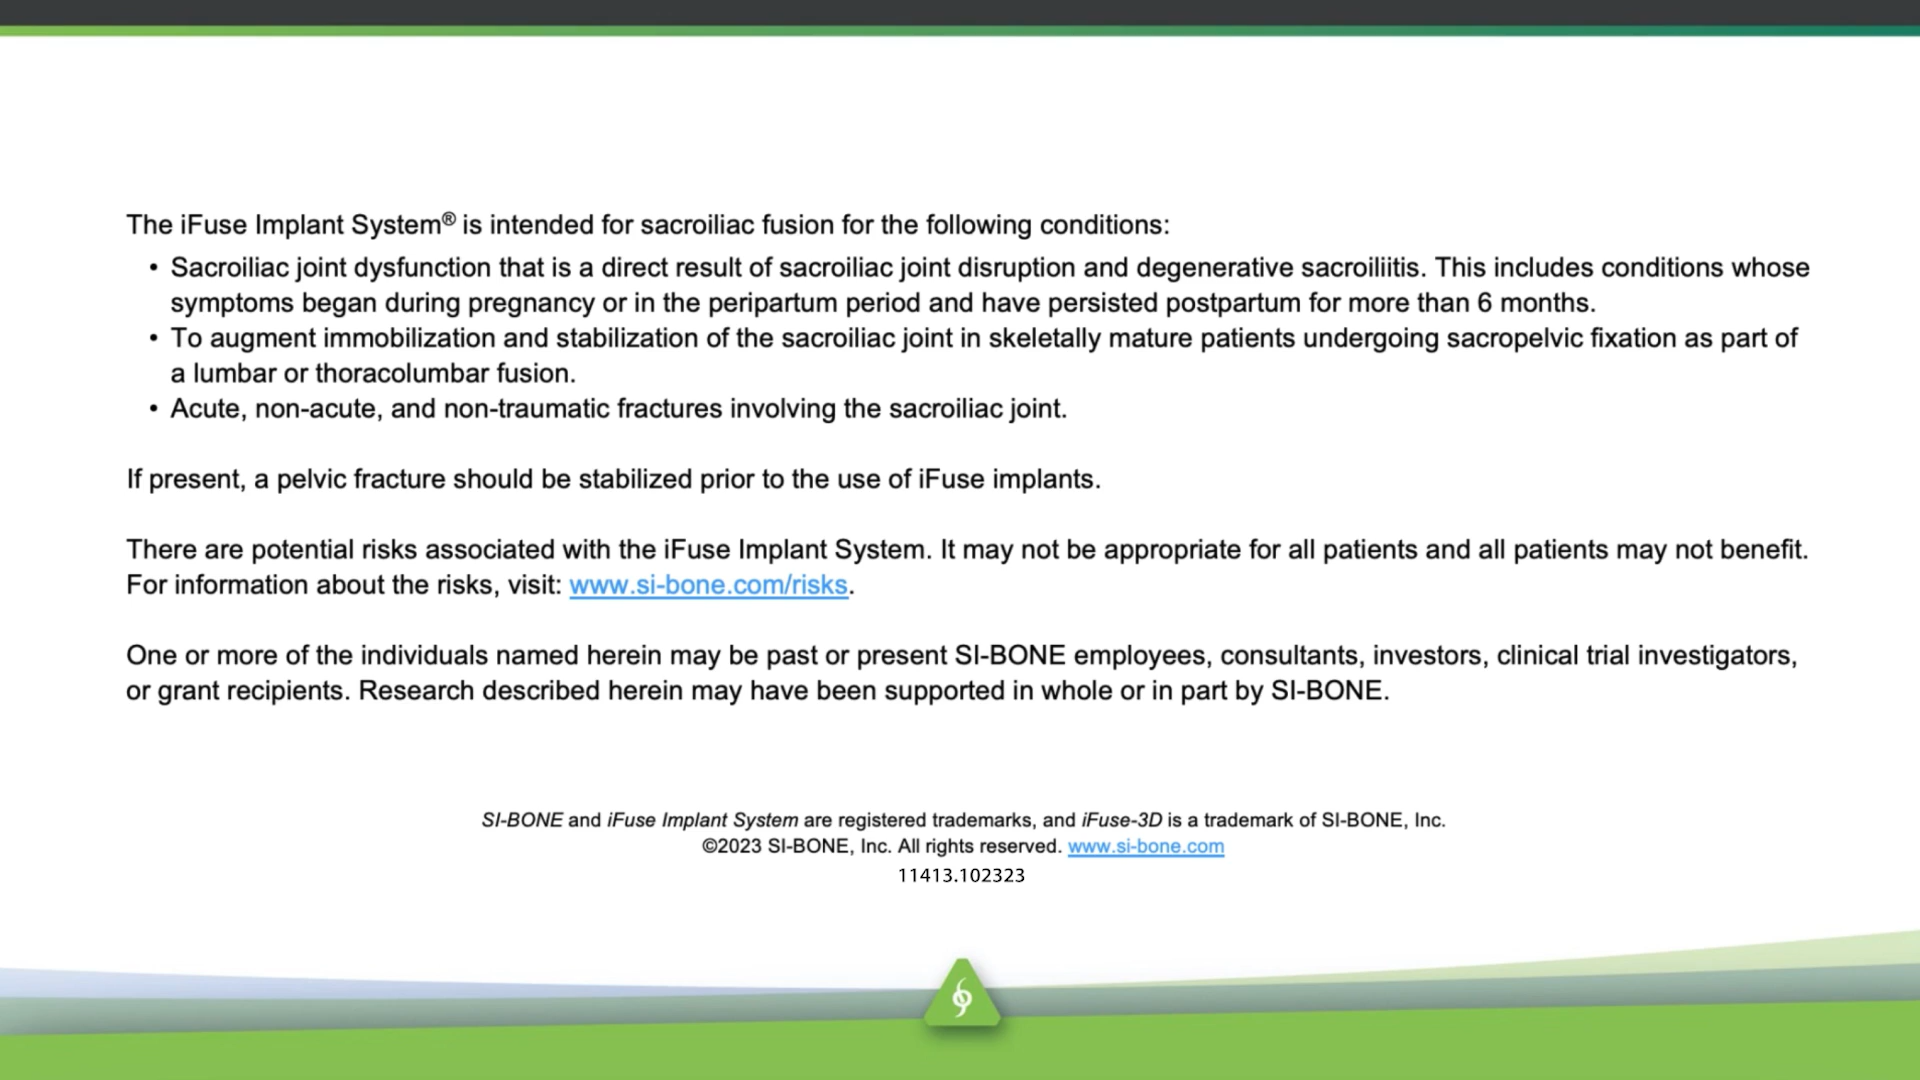 The iFuse Implant System® is intended for sacroiliac fusion for the following conditions:
• Sacroiliac joint dysfunction that is a direct result of sacroiliac joint disruption and degenerative sacroiliitis. This includes conditions whose
symptoms began during pregnancy or in the peripartum period and have persisted postpartum for more than 6 months.
• To augment immobilization and stabilization of the sacroiliac joint in skeletally mature patients undergoing sacropelvic fixation as part of
a lumbar or thoracolumbar fusion.
• Acute, non-acute, and non-traumatic fractures involving the sacroiliac joint.
If present, a pelvic fracture should be stabilized prior to the use of iFuse implants.
There are potential risks associated with the iFuse Implant System. It may not be appropriate for all patients and all patients may not benefit.
For information about the risks, visit: www.si-bone.com/risks.
One or more of the individuals named herein may be past or present SI-BONE employees, consultants, investors, clinical trial investigators,
or grant recipients. Research described herein may have been supported in whole or in part by SI-BONE.
SI-BONE and iFuse Implant System are registered trademarks, and iFuse-3D is a trademark of SI-BONE, Inc.
©2023 SI-BONE, Inc. All rights reserved. www.si-bone.com
11413.102323